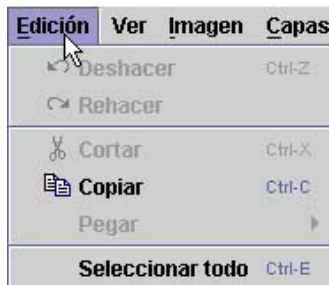 Edición Ver Imagen Capas
Deshacer Ctrl-Z
Rehacer
Cortar Ctrl-X
Copiar Ctrl-C
Pegar
Seleccionar todo Ctrl-E